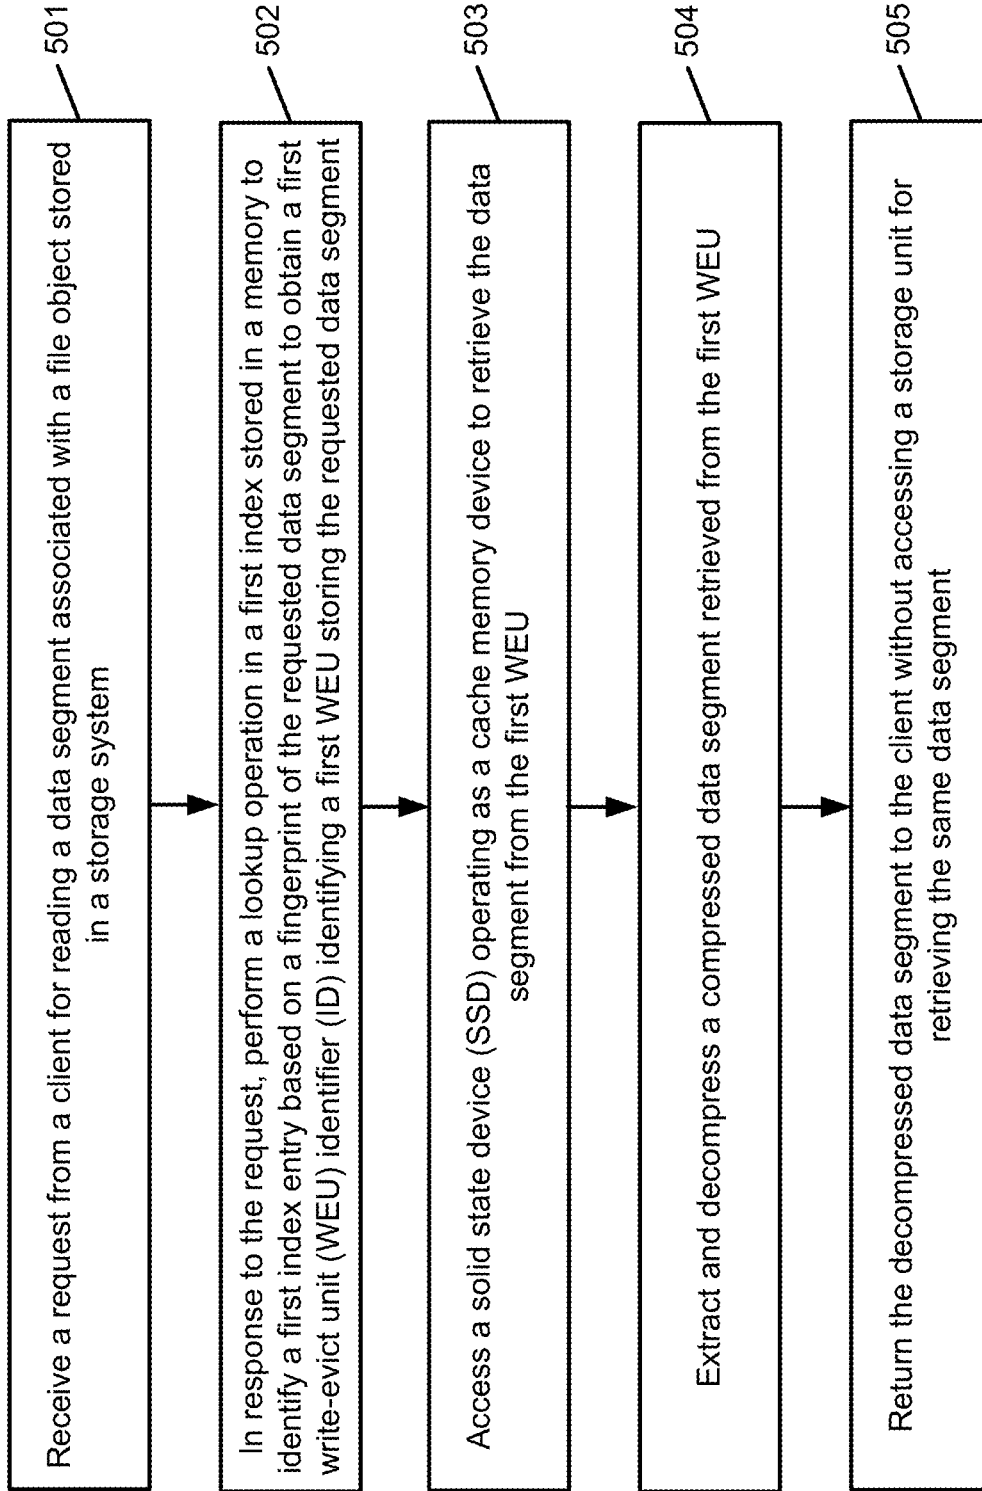 Receive a request from a client for reading a data segment associated with a file object stored
in a storage system
501
In response to the request, perform a lookup operation in a first index stored in a memory to
identify a first index entry based on a fingerprint of the requested data segment to obtain a first
write-evict unit (WEU) identifier (ID) identifying a first WEU storing the requested data segment
502
Access a solid state device (SSD) operating as a cache memory device to retrieve the data
segment from the first WEU
503
Extract and decompress a compressed data segment retrieved from the first WEU
504
Return the decompressed data segment to the client without accessing a storage unit for
retrieving the same data segment
505